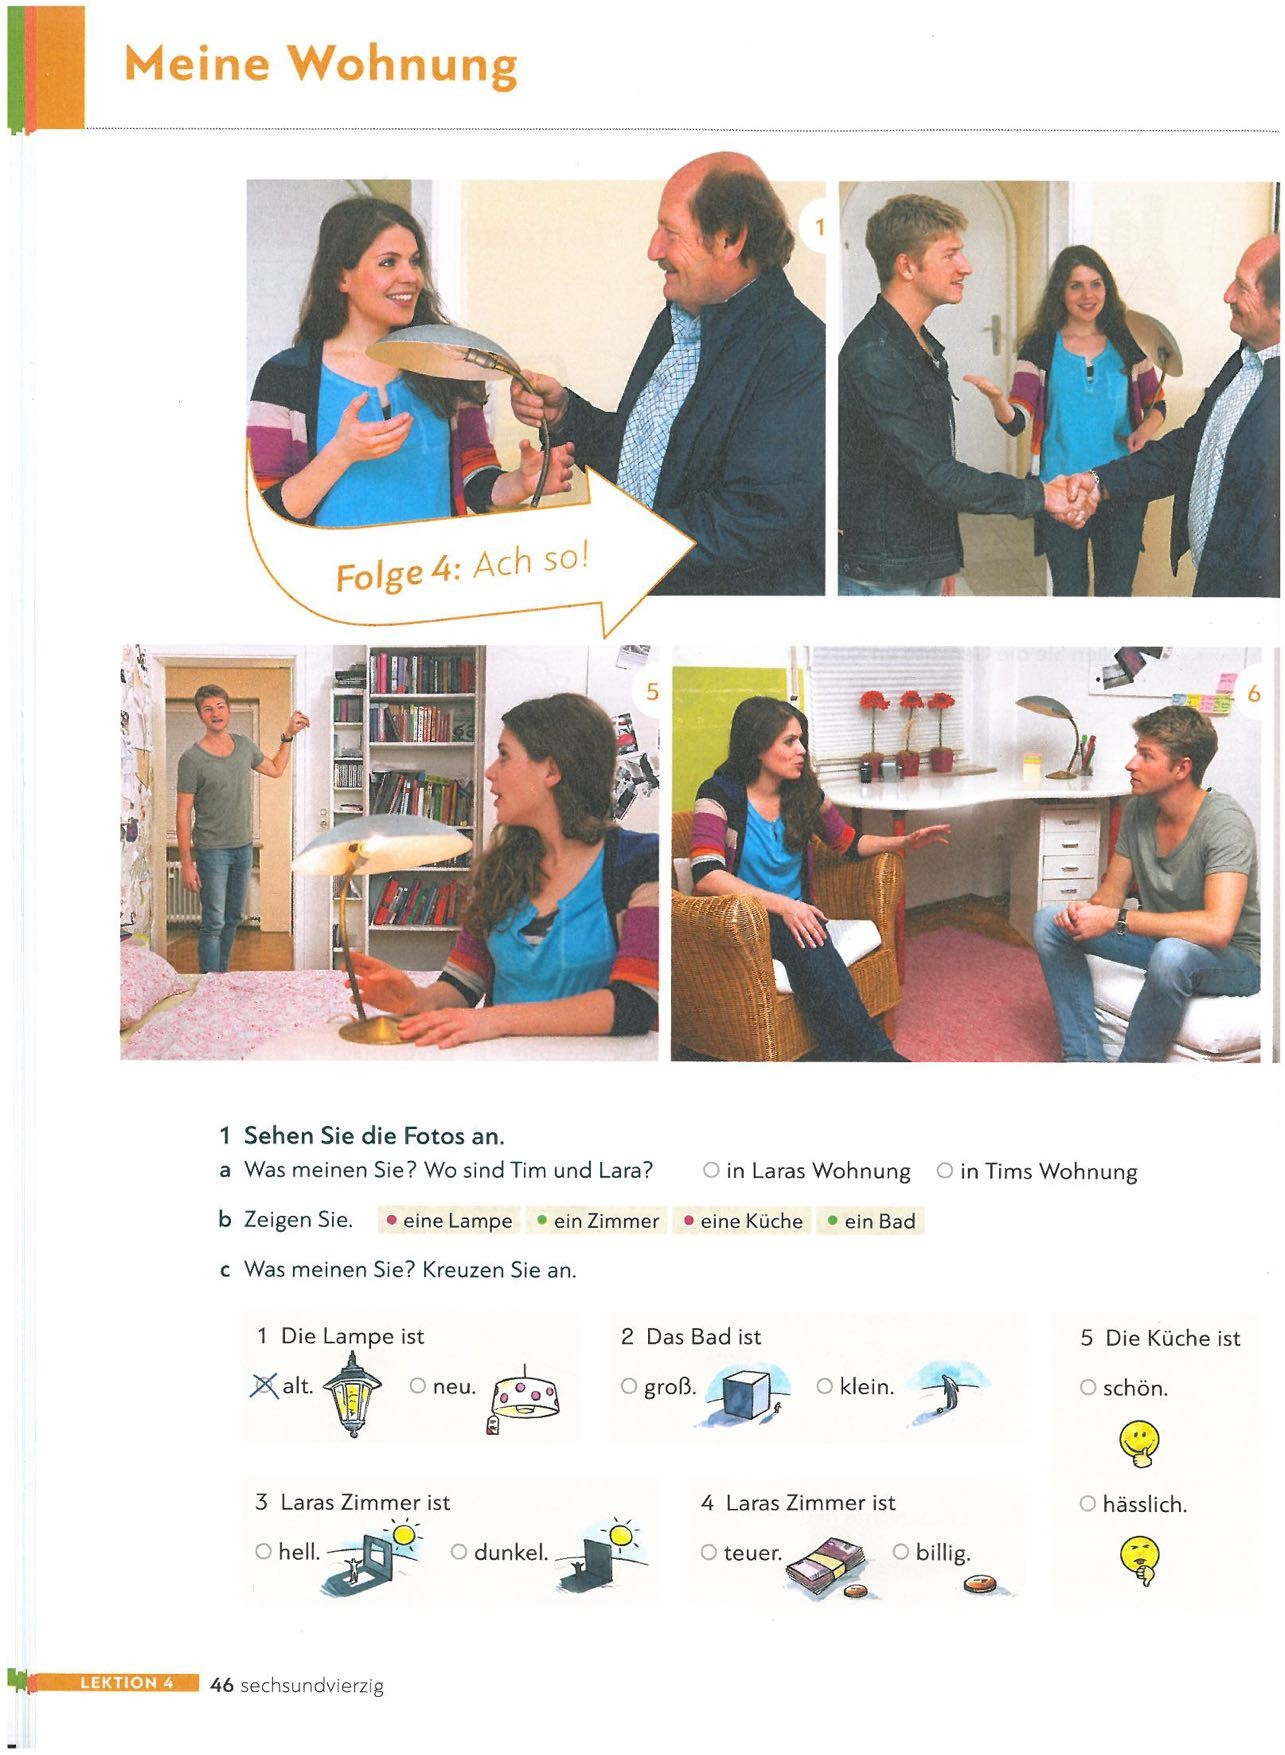 Meine Wohnung
1
Folge 4: Ach so!
5
6
1 Sehen Sie die Fotos an.
a Was meinen Sie? Wo sind Tim und Lara? in Laras Wohnung in Tims Wohnung
b Zeigen Sie. eine Lampe ein Zimmer eine Küche ein Bad
c Was meinen Sie? Kreuzen Sie an.
1 Die Lampe ist
alt. neu.
2 Das Bad ist
groß. klein.
3 Laras Zimmer ist
hell. dunkel.
4 Laras Zimmer ist
teuer. billig.
5 Die Küche ist
schön.
hässlich.
LEKTION 4 46 sechsundvierzig